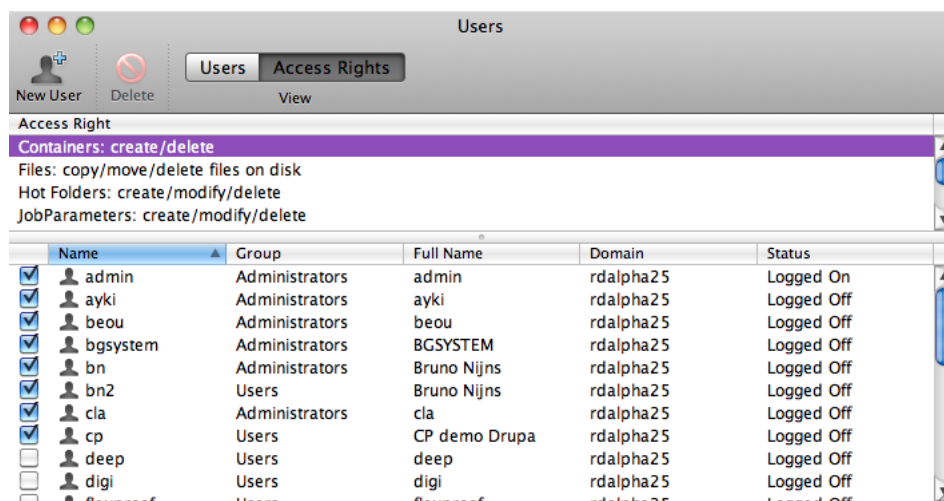 Users
New User Delete Users Access Rights
View
Access Right
Containers: create/delete
Files: copy/move/delete files on disk
Hot Folders: create/modify/delete
JobParameters: create/modify/delete
Name Group Full Name Domain Status
admin Administrators admin rdalpha25 Logged On
ayki Administrators ayki rdalpha25 Logged Off
beou Administrators beou rdalpha25 Logged Off
bgsystem Administrators BGSYSTEM rdalpha25 Logged Off
bn Administrators Bruno Nijns rdalpha25 Logged Off
bn2 Users Bruno Nijns rdalpha25 Logged Off
cla Administrators cla rdalpha25 Logged Off
cp Users CP demo Drupa rdalpha25 Logged Off
deep Users deep rdalpha25 Logged Off
digi Users digi rdalpha25 Logged Off